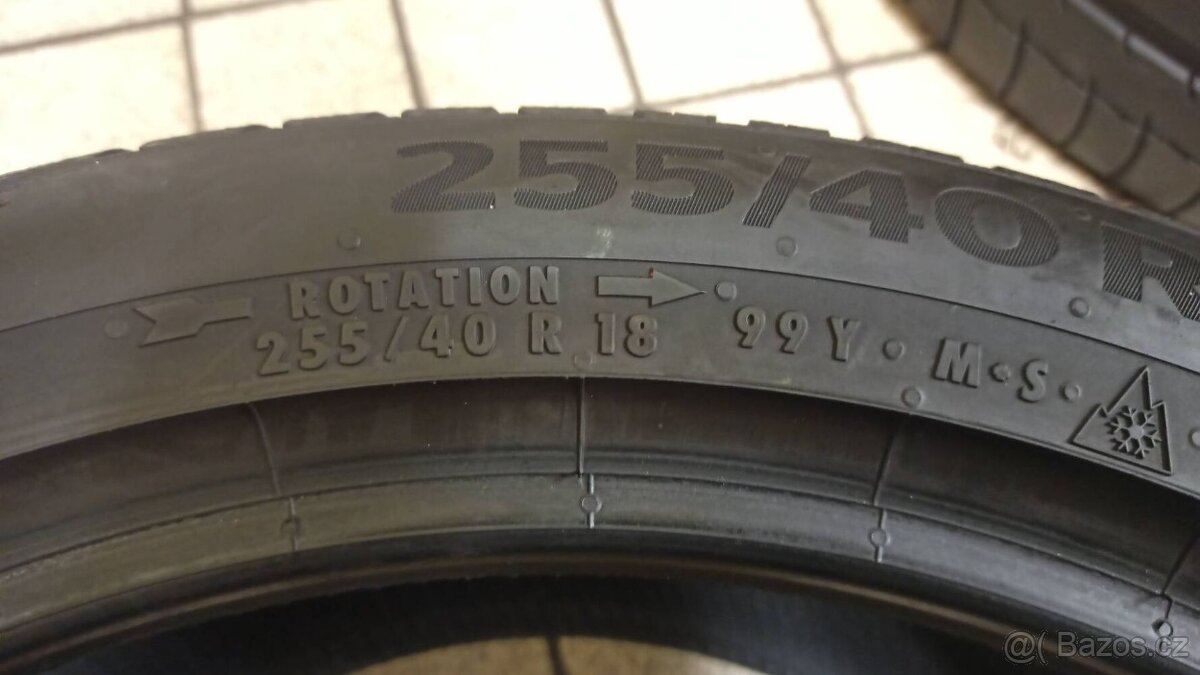 255/40 R
ROTATION
255/40 R 18 99Y · M·S·
@( Bazos.cz